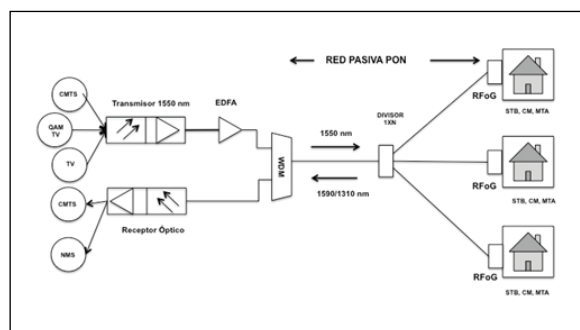 RED PASIVA PON
CMTS
Transmisor 1550 nm
EDFA
QAM
TV
TV
WDM
1550 nm
1590/1310 nm
DIVISOR
1XN
CMTS
NMS
Receptor Óptico
RFoG
STB, CM, MTA
RFoG
STB, CM, MTA
RFoG
STB, CM, MTA